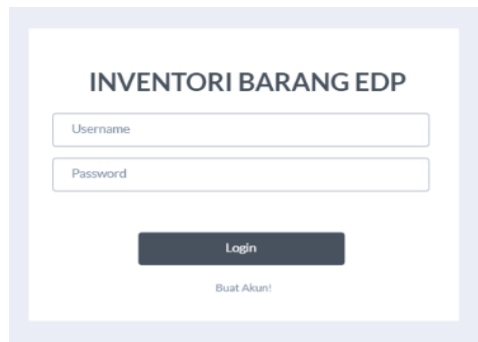 INVENTORI BARANG EDP
Username
Password
Login
Buat Akun!